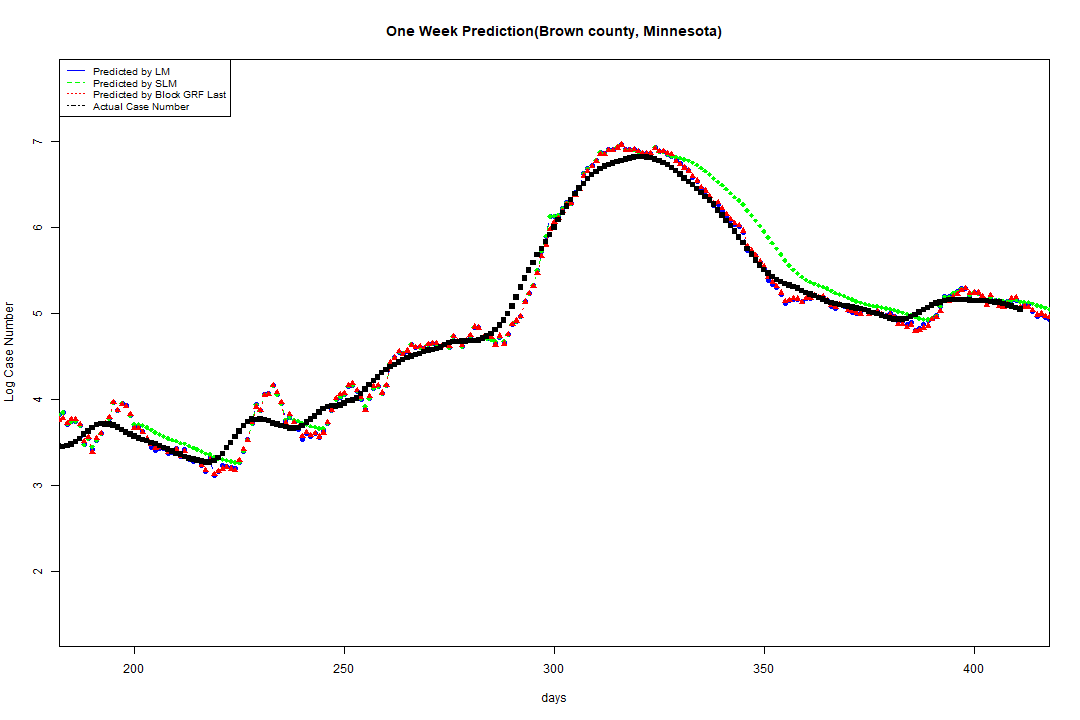 One Week Prediction(Brown county, Minnesota)
Predicted by LM
Predicted by SLM
Predicted by Block GRF Last
Actual Case Number
7
6
5
4
3
2
Log Case Number
200 250 300 350 400
days